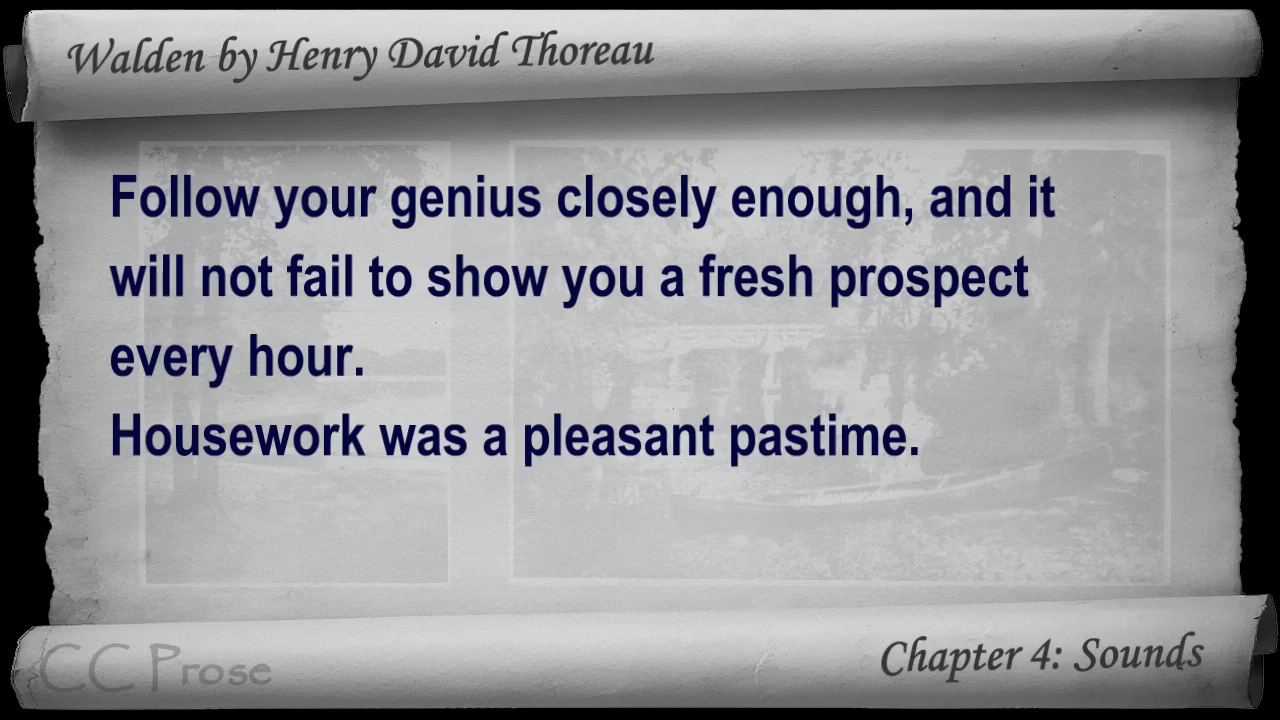 Walden by Henry David Thoreau
Follow your genius closely enough, and it
will not fail to show you a fresh prospect
every hour.
Housework was a pleasant pastime.
CC Prose
Chapter 4: Sounds